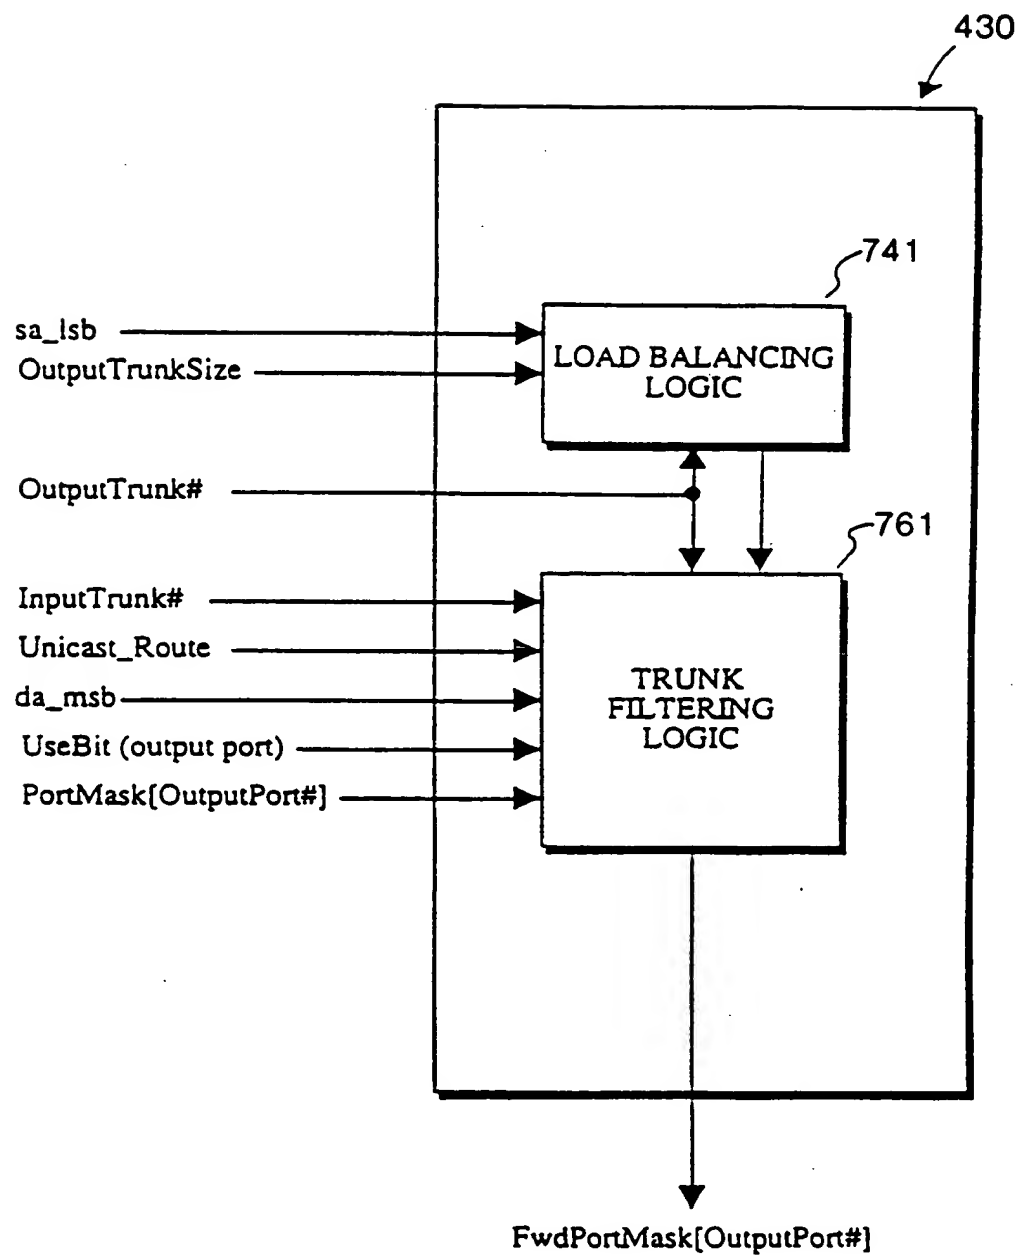 430
741
sa_lsb
OutputTrunkSize
LOAD BALANCING
LOGIC
OutputTrunk#
761
InputTrunk#
Unicast_Route
da_msb
UseBit (output port)
PortMask[OutputPort#]
TRUNK
FILTERING
LOGIC
FwdPortMask[OutputPort#]